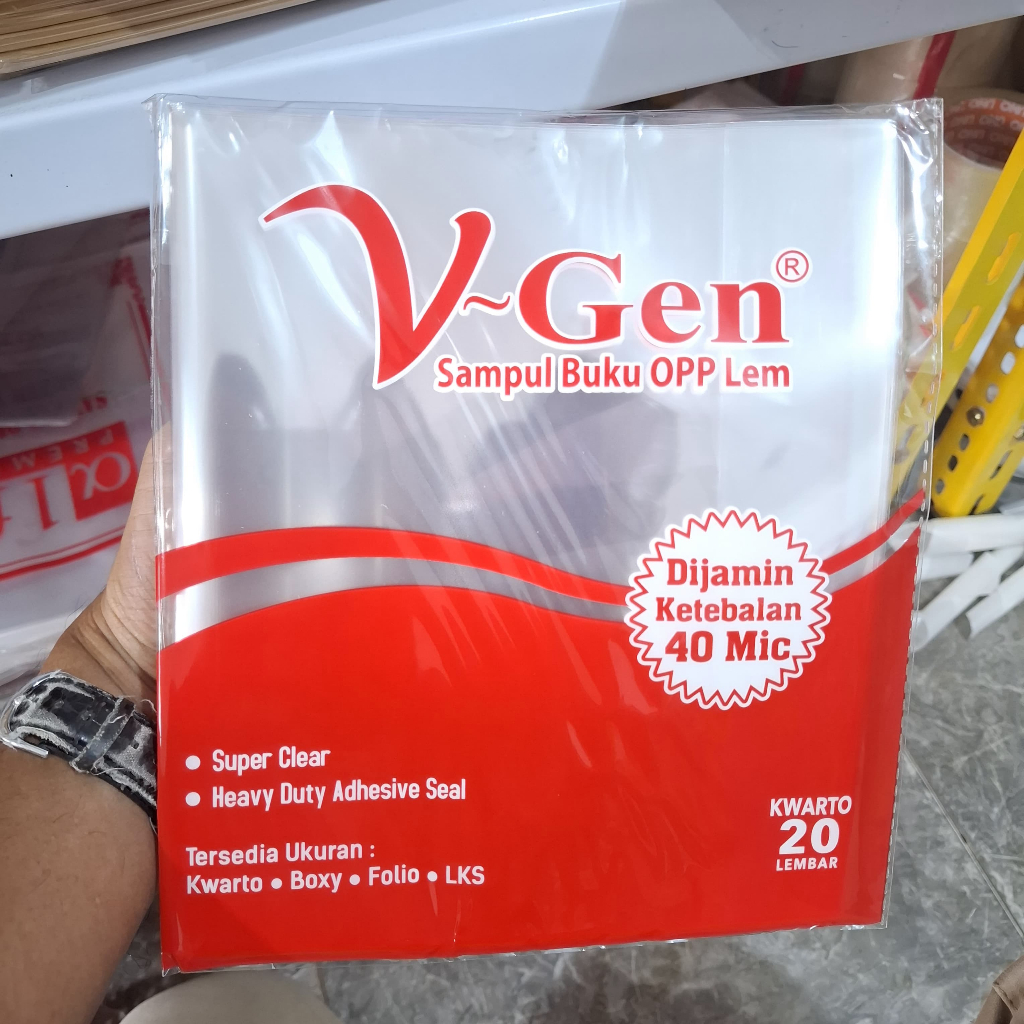 V~Gen®
Sampul Buku OPP Lem
Dijamin
Ketebalan
40 Mic
• Super Clear
• Heavy Duty Adhesive Seal
Tersedia Ukuran :
Kwarto • Boxy • Folio • LKS
KWARTO
20
LEMBAR